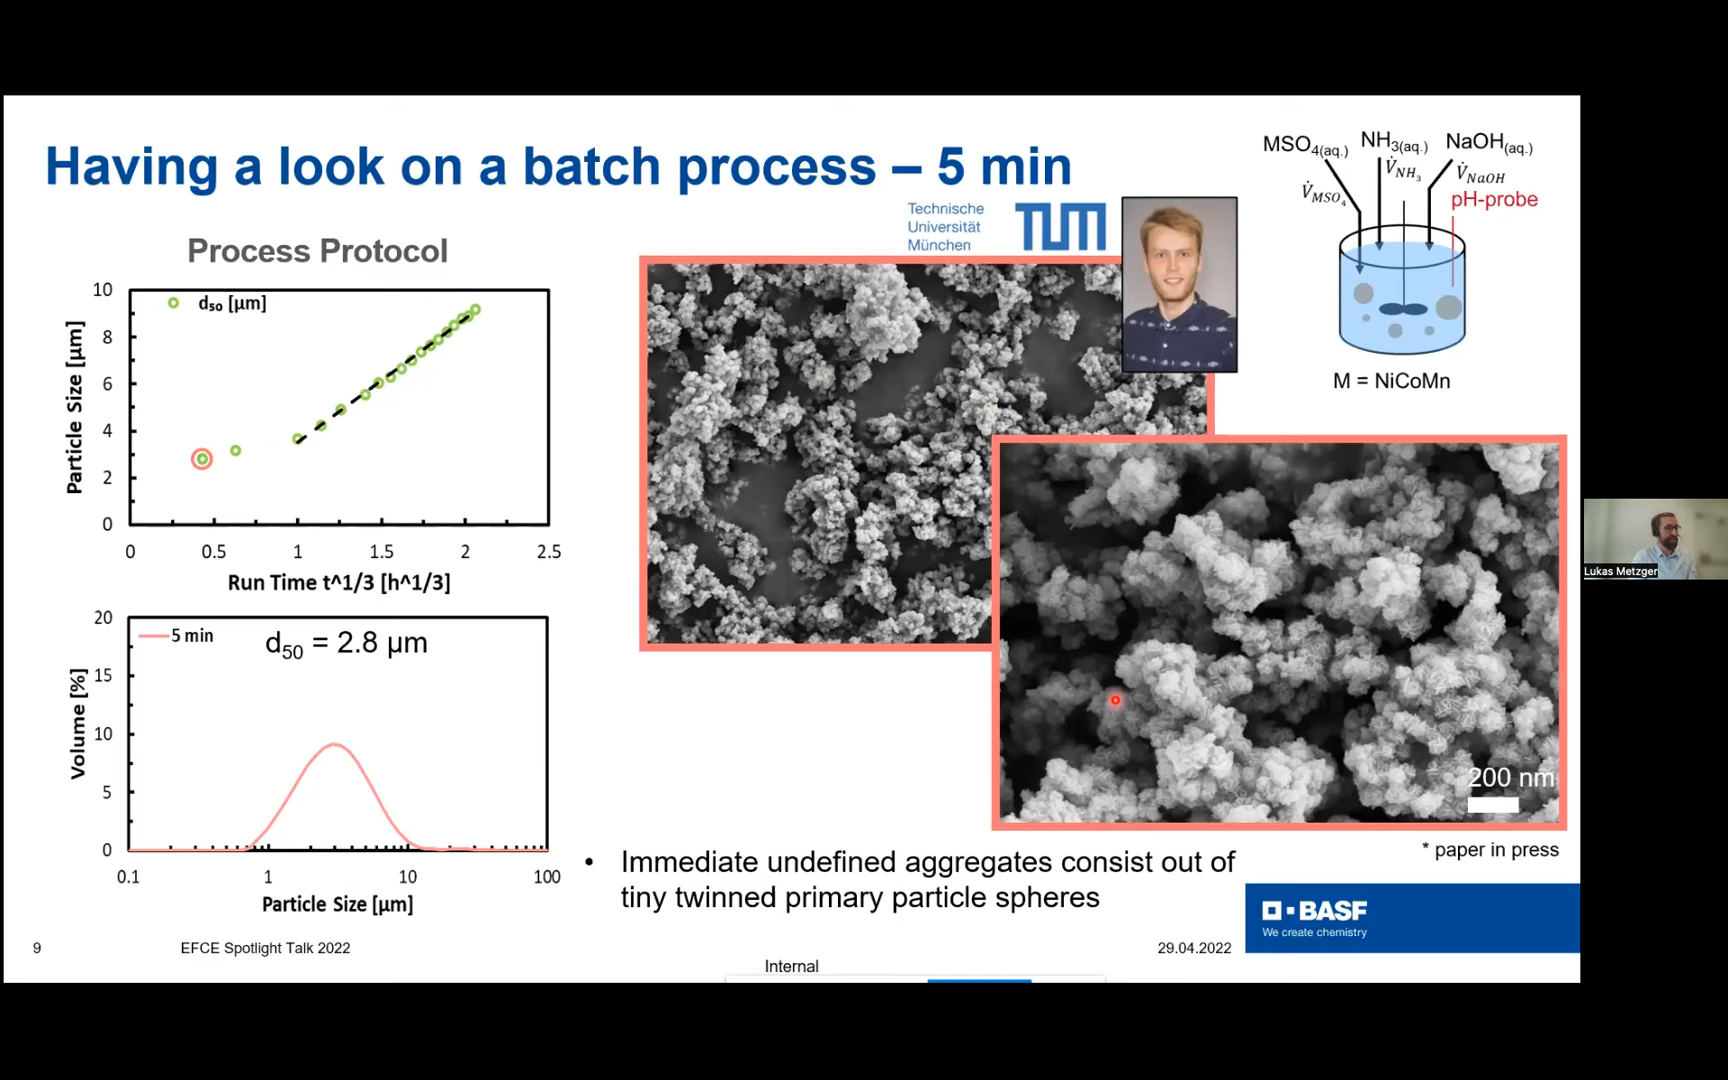 Having a look on a batch process – 5 min
MSO4(aq.) NH3(aq.) NaOH(aq.)
V̇MSO4 V̇NH3 V̇NaOH
pH-probe
M = NiCoMn
Technische
Universität
München
TUM
Process Protocol
d₅₀ [µm]
Particle Size [µm]
10
8
6
4
2
0
0 0.5 1 1.5 2 2.5
Run Time t^1/3 [h^1/3]
5 min
d50 = 2.8 µm
Volume [%]
20
15
10
5
0
0.1 1 10 100
Particle Size [µm]
200 nm
* paper in press
• Immediate undefined aggregates consist out of
tiny twinned primary particle spheres
BASF
We create chemistry
9 EFCE Spotlight Talk 2022 29.04.2022
Internal
Lukas Metzger